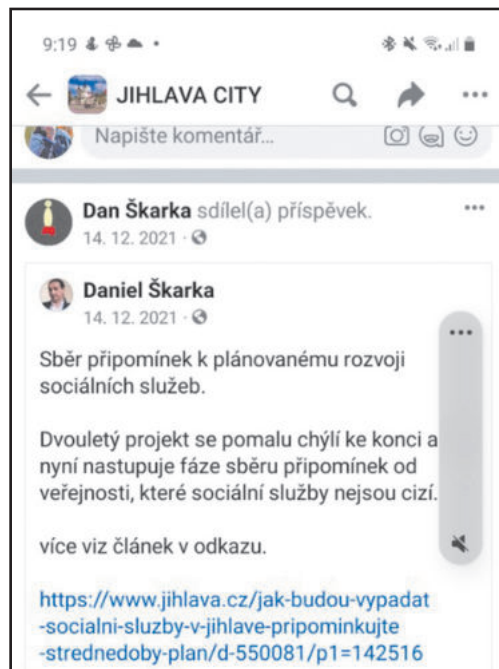 9:19
JIHLAVA CITY
Napište komentář...
Dan Škarka sdílel(a) příspěvek.
14. 12. 2021
Daniel Škarka
14. 12. 2021
Sběr připomínek k plánovanému rozvoji
sociálních služeb.
Dvouletý projekt se pomalu chýlí ke konci a
nyní nastupuje fáze sběru připomínek od
veřejnosti, které sociální služby nejsou cizí.
více viz článek v odkazu.
https://www.jihlava.cz/jak-budou-vypadat
-socialni-sluzby-v-jihlave-pripominkujte
-strednedoby-plan/d-550081/p1=142516